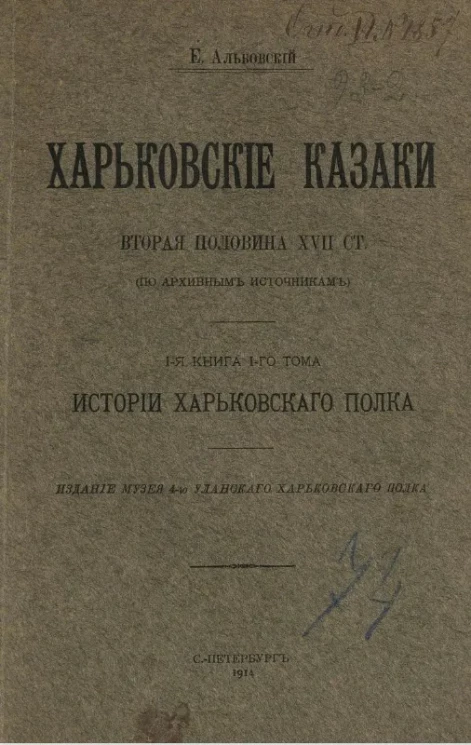 Е. Альбовскій
ХАРЬКОВСКІЕ КАЗАКИ
ВТОРАЯ ПОЛОВИНА XVII СТ.
(ПО АРХИВНЫМЪ ИСТОЧНИКАМЪ)
1-Я КНИГА 1-ГО ТОМА
ИСТОРІИ ХАРЬКОВСКАГО ПОЛКА
ИЗДАНІЕ МУЗЕЯ 4-го УЛАНСКАГО ХАРЬКОВСКАГО ПОЛКА
С.-ПЕТЕРБУРГЪ
1914